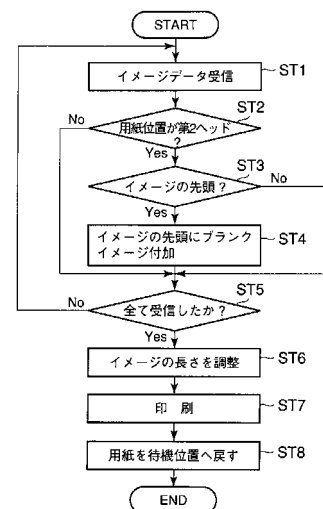 START
イメージデータ受信
ST1
用紙位置が第2ヘッド
?
ST2
No
Yes
イメージの先頭?
ST3
No
Yes
イメージの先頭にブランク
イメージ付加
ST4
全て受信したか?
ST5
No
Yes
イメージの長さを調整
ST6
印 刷
ST7
用紙を待機位置へ戻す
ST8
END